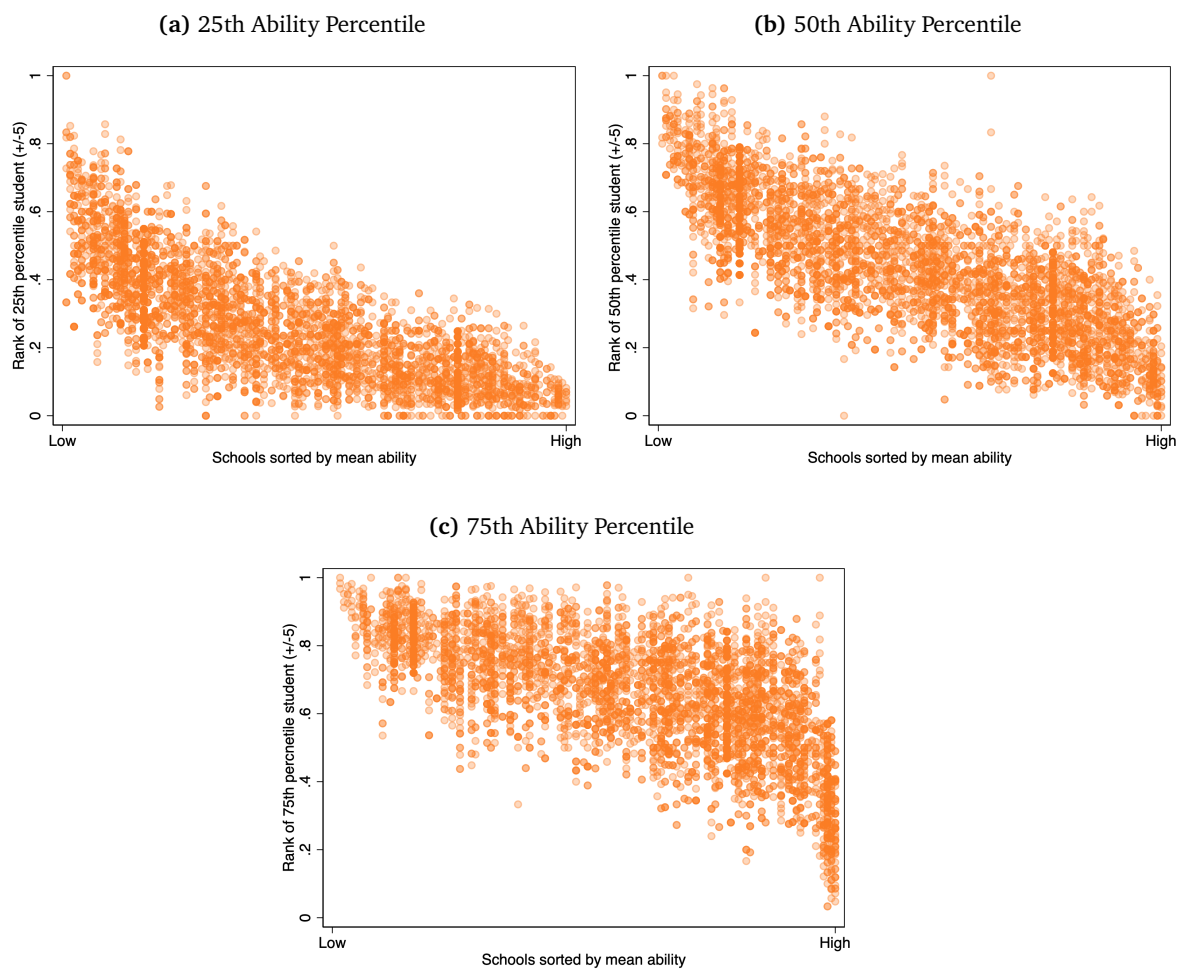 (a) 25th Ability Percentile
Rank of 25th percentile student (+/-5)
1
.8
.6
.4
.2
0
Low
High
Schools sorted by mean ability
(b) 50th Ability Percentile
Rank of 50th percentile student (+/-5)
1
.8
.6
.4
.2
0
Low
High
Schools sorted by mean ability
(c) 75th Ability Percentile
Rank of 75th percnetile student (+/-5)
1
.8
.6
.4
.2
0
Low
High
Schools sorted by mean ability